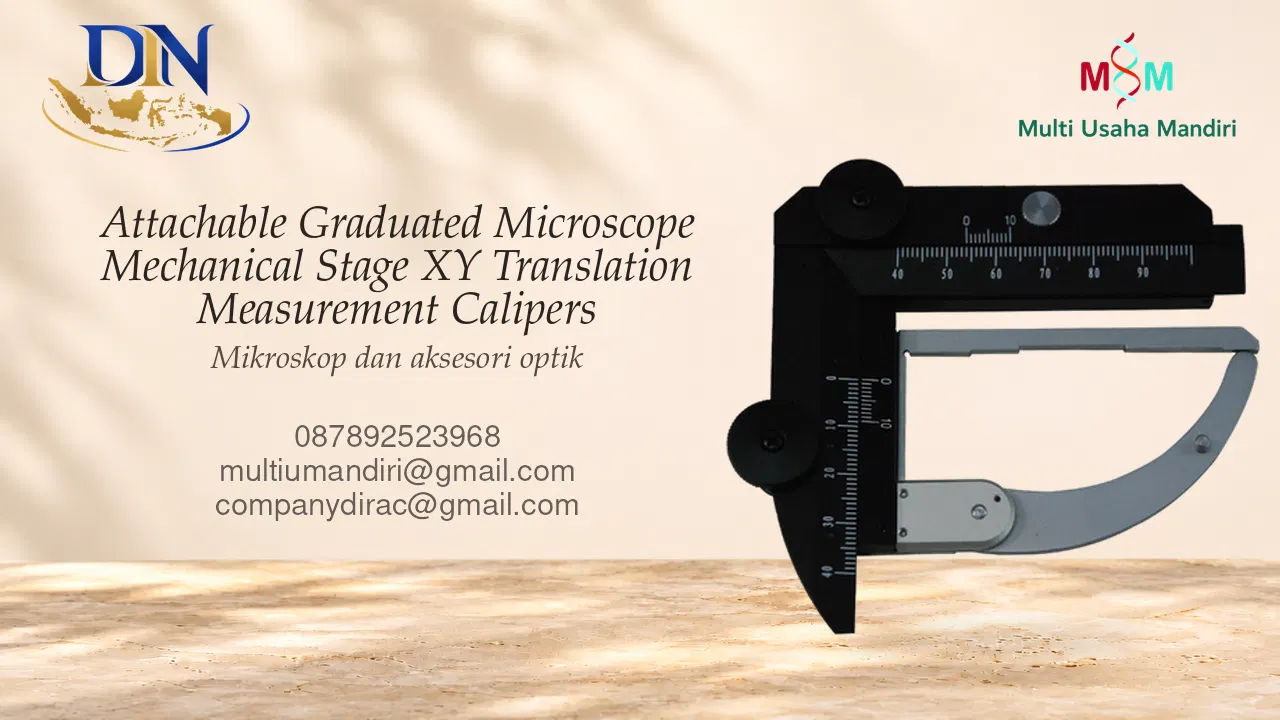 DIN
M M
Multi Usaha Mandiri
Attachable Graduated Microscope
Mechanical Stage XY Translation
Measurement Calipers
Mikroskop dan aksesori optik
087892523968
multiumandiri@gmail.com
companydirac@gmail.com
0 10
40 50 60 70 80 90
0 0
10 10
20
30
40